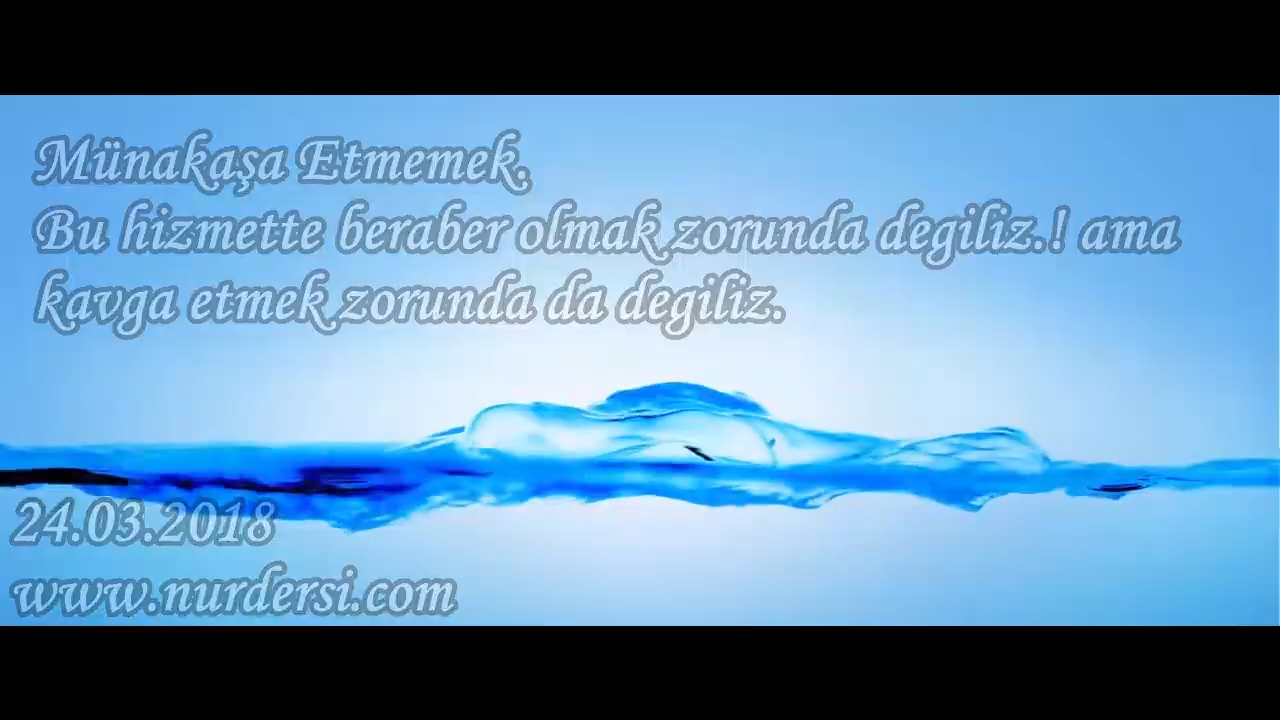 Münakaşa Etmemek.
Bu hizmette beraber olmak zorunda degiliz.! ama
kavga etmek zorunda da degiliz.
24.03.2018
www.nurdersi.com